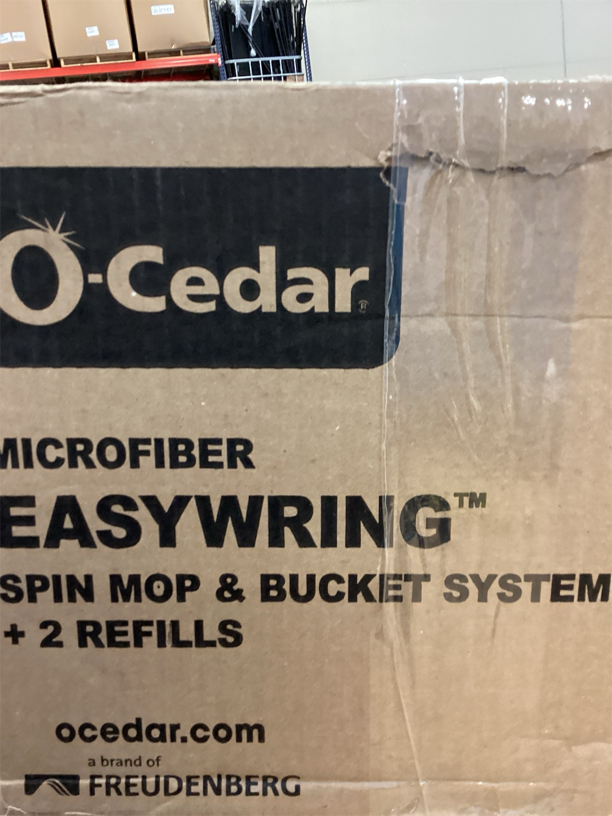 O-Cedar®
MICROFIBER
EASYWRING™
SPIN MOP & BUCKET SYSTEM
+ 2 REFILLS
ocedar.com
a brand of
FREUDENBERG